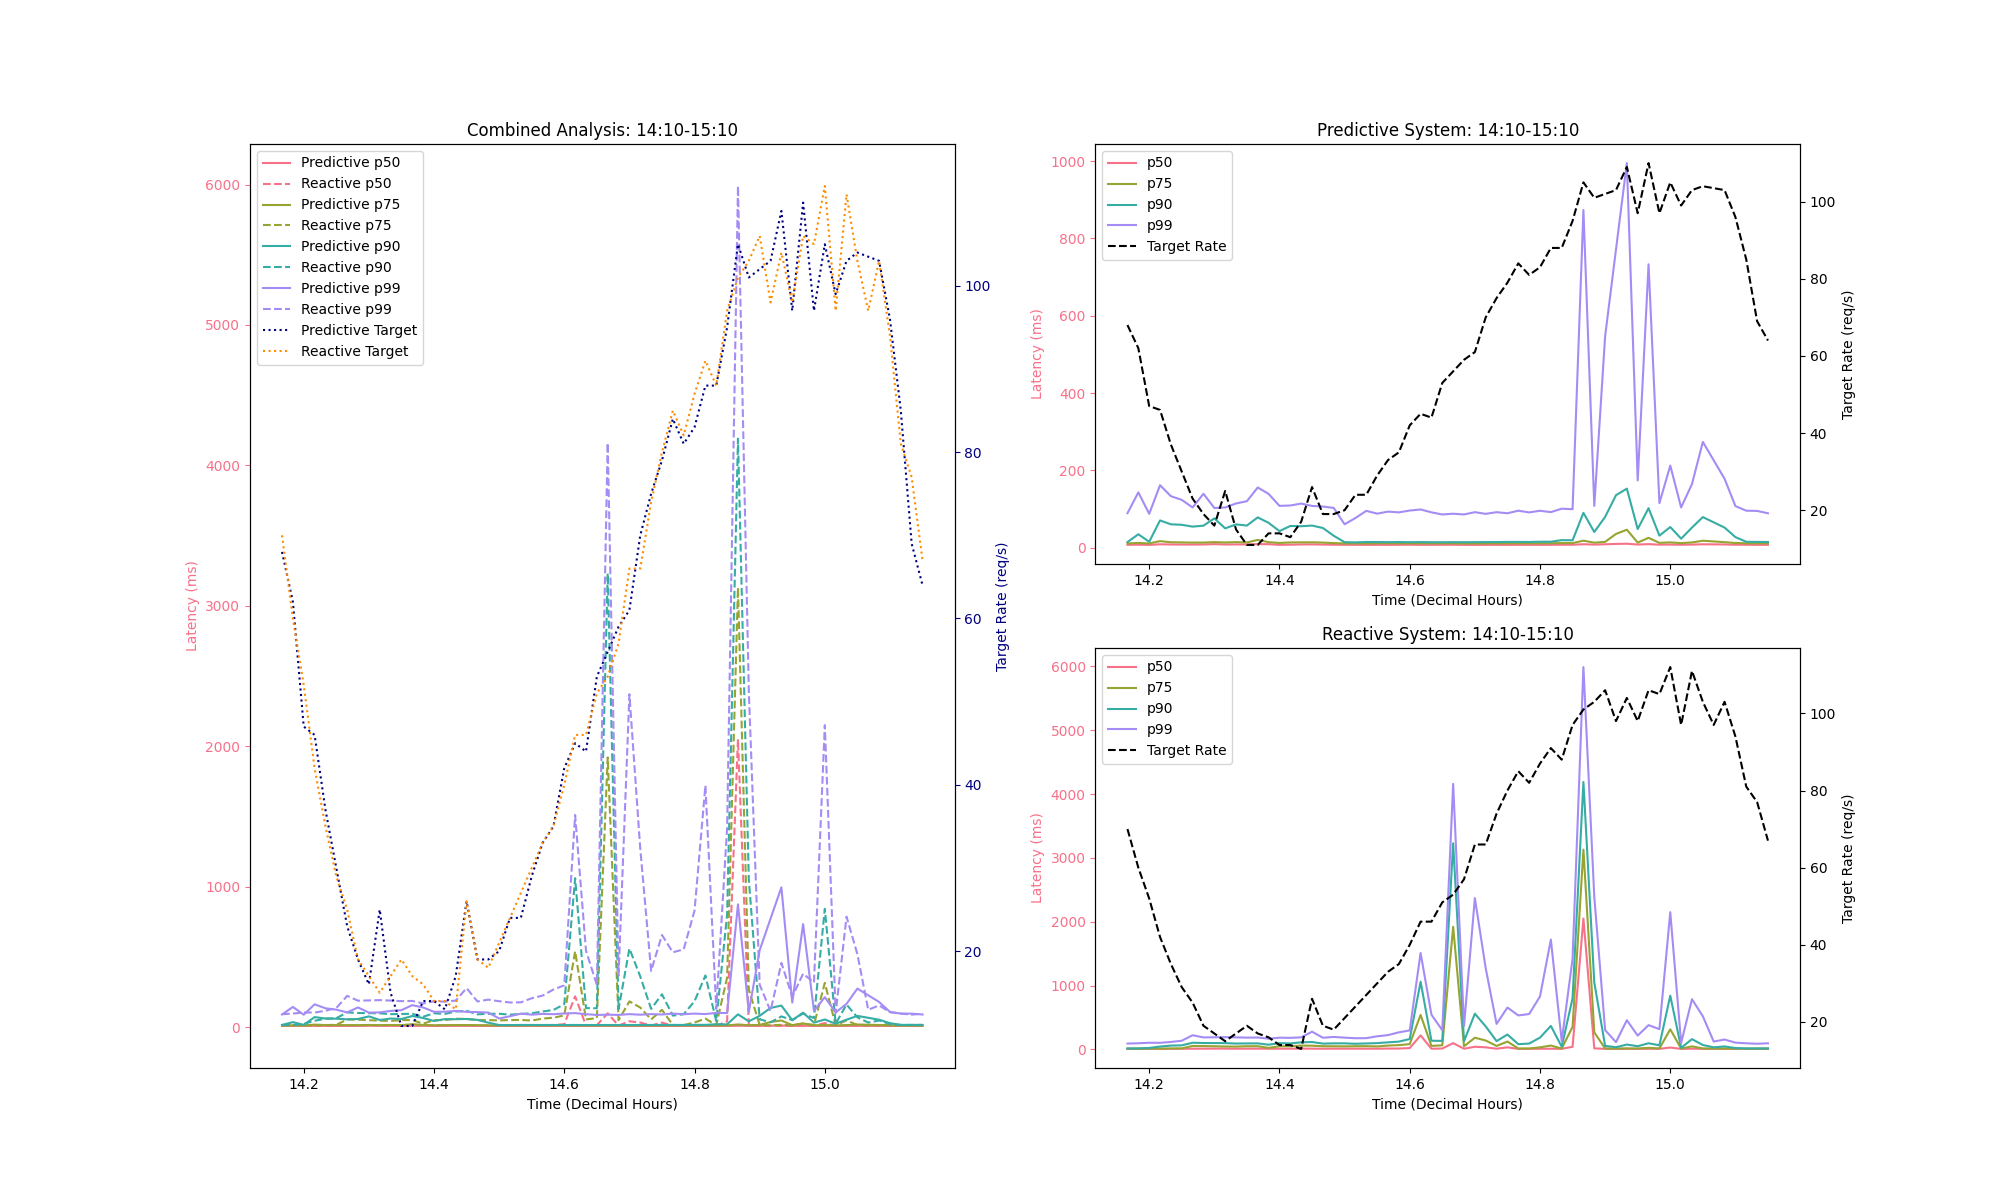 Combined Analysis: 14:10-15:10
Predictive p50
Reactive p50
Predictive p75
Reactive p75
Predictive p90
Reactive p90
Predictive p99
Reactive p99
Predictive Target
Reactive Target
6000
5000
4000
3000
2000
1000
0
Latency (ms)
100
80
60
40
20
Target Rate (req/s)
14.2
14.4
14.6
14.8
15.0
Time (Decimal Hours)
Predictive System: 14:10-15:10
p50
p75
p90
p99
Target Rate
1000
800
600
400
200
0
Latency (ms)
100
80
60
40
20
Target Rate (req/s)
14.2
14.4
14.6
14.8
15.0
Time (Decimal Hours)
Reactive System: 14:10-15:10
p50
p75
p90
p99
Target Rate
6000
5000
4000
3000
2000
1000
0
Latency (ms)
100
80
60
40
20
Target Rate (req/s)
14.2
14.4
14.6
14.8
15.0
Time (Decimal Hours)